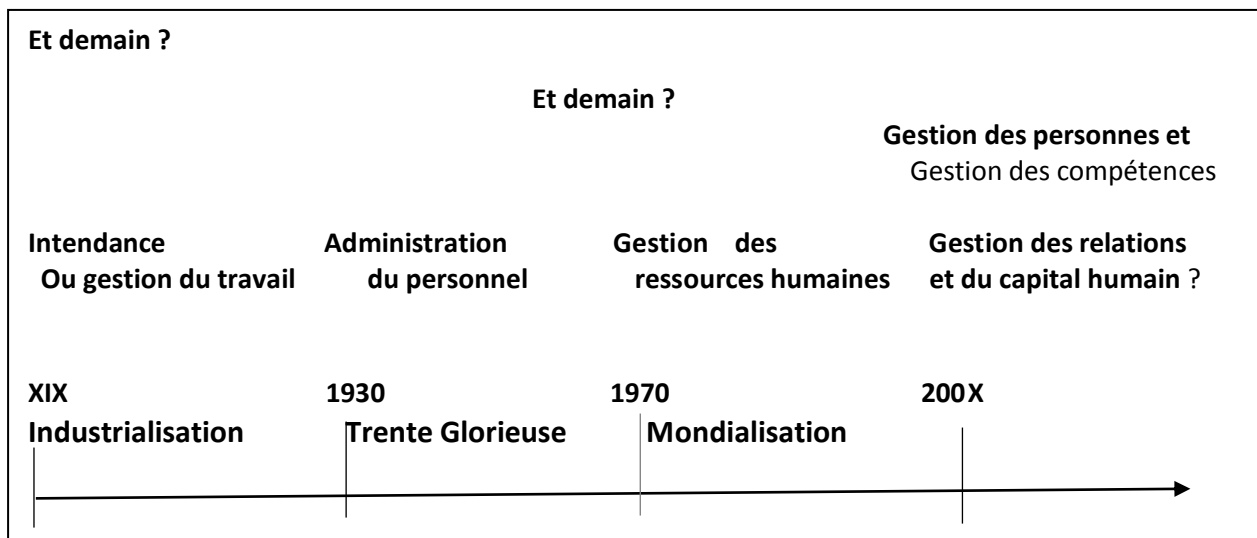 Et demain ?
Et demain ?
Gestion des personnes et
Gestion des compétences
Intendance
Ou gestion du travail
Administration
du personnel
Gestion des
ressources humaines
Gestion des relations
et du capital humain ?
XIX
Industrialisation
1930
Trente Glorieuse
1970
Mondialisation
200X